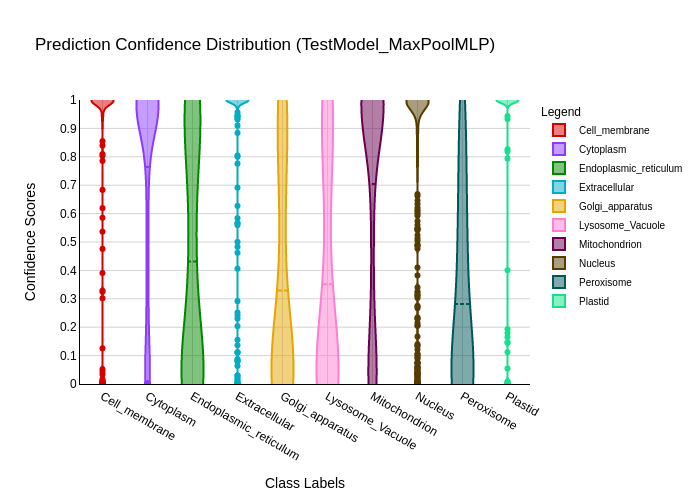 Prediction Confidence Distribution (TestModel_MaxPoolMLP)
Confidence Scores
1
0.9
0.8
0.7
0.6
0.5
0.4
0.3
0.2
0.1
0
Cell_membrane
Cytoplasm
Endoplasmic_reticulum
Extracellular
Golgi_apparatus
Lysosome_Vacuole
Mitochondrion
Nucleus
Peroxisome
Plastid
Class Labels
Legend
Cell_membrane
Cytoplasm
Endoplasmic_reticulum
Extracellular
Golgi_apparatus
Lysosome_Vacuole
Mitochondrion
Nucleus
Peroxisome
Plastid